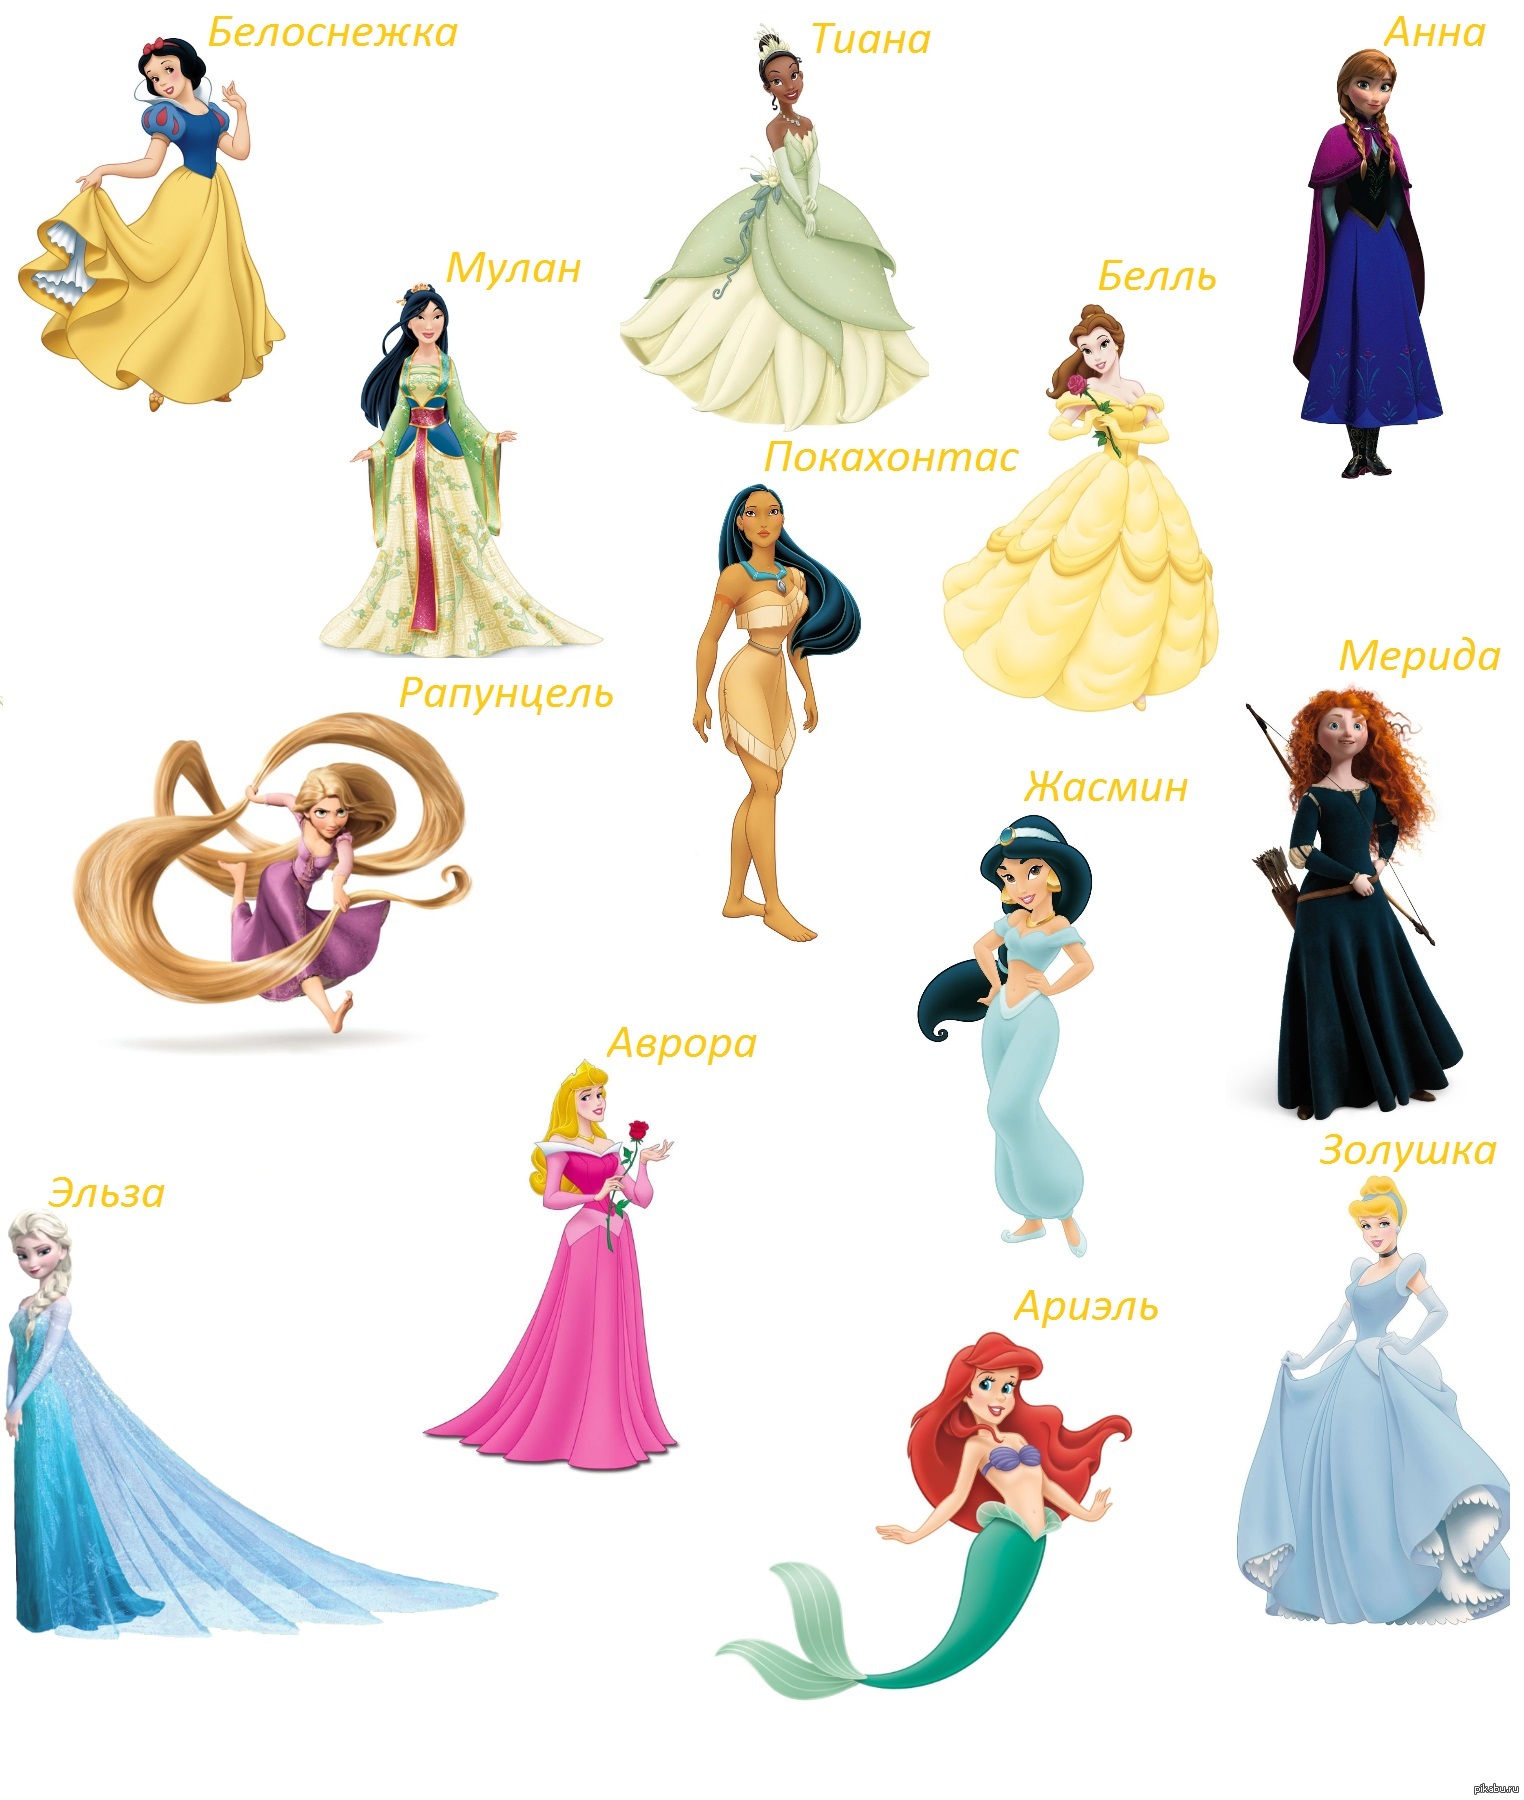 Белоснежка
Тиана
Анна
Мулан
Белль
Покахонтас
Мерида
Рапунцель
Жасмин
Аврора
Золушка
Эльза
Ариэль
pikabu.ru